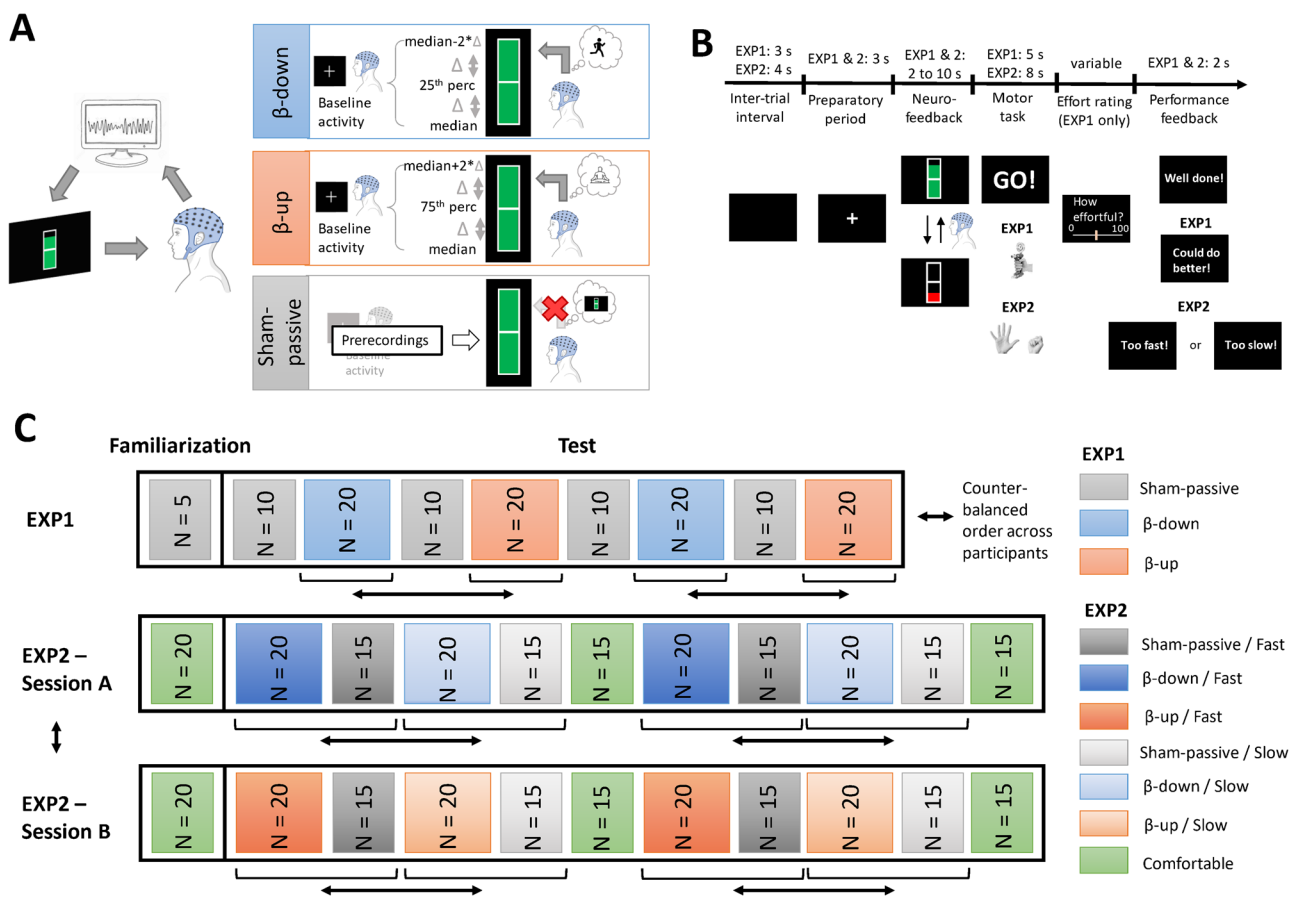 A
β-down
Baseline
activity
median-2*Δ
Δ
25th perc
Δ
median
β-up
Baseline
activity
median+2*Δ
Δ
75th perc
Δ
median
Sham-
passive
Prerecordings
Baseline
activity
B
EXP1: 3 s
EXP2: 4 s
EXP1 & 2: 3s
EXP1 & 2:
2 to 10 s
EXP1: 5 s
EXP2: 8 s
variable
EXP1 & 2: 2s
Inter-trial
interval
Preparatory
period
Neuro-
feedback
Motor
task
Effort rating
(EXP1 only)
Performance
feedback
+
GO!
EXP1
EXP2
How
effortful?
0 100
Well done!
EXP1
Could do
better!
EXP2
Too fast! or Too slow!
C
Familiarization Test
EXP1
N = 5
N = 10
N = 20
N = 10
N = 20
N = 10
N = 20
N = 10
N = 20
Counter-
balanced
order across
participants
EXP2 –
Session A
N = 20
N = 20
N = 15
N = 20
N = 15
N = 15
N = 20
N = 15
N = 20
N = 15
N = 15
EXP2 –
Session B
N = 20
N = 20
N = 15
N = 20
N = 15
N = 15
N = 20
N = 15
N = 20
N = 15
N = 15
EXP1
Sham-passive
β-down
β-up
EXP2
Sham-passive / Fast
β-down / Fast
β-up / Fast
Sham-passive / Slow
β-down / Slow
β-up / Slow
Comfortable